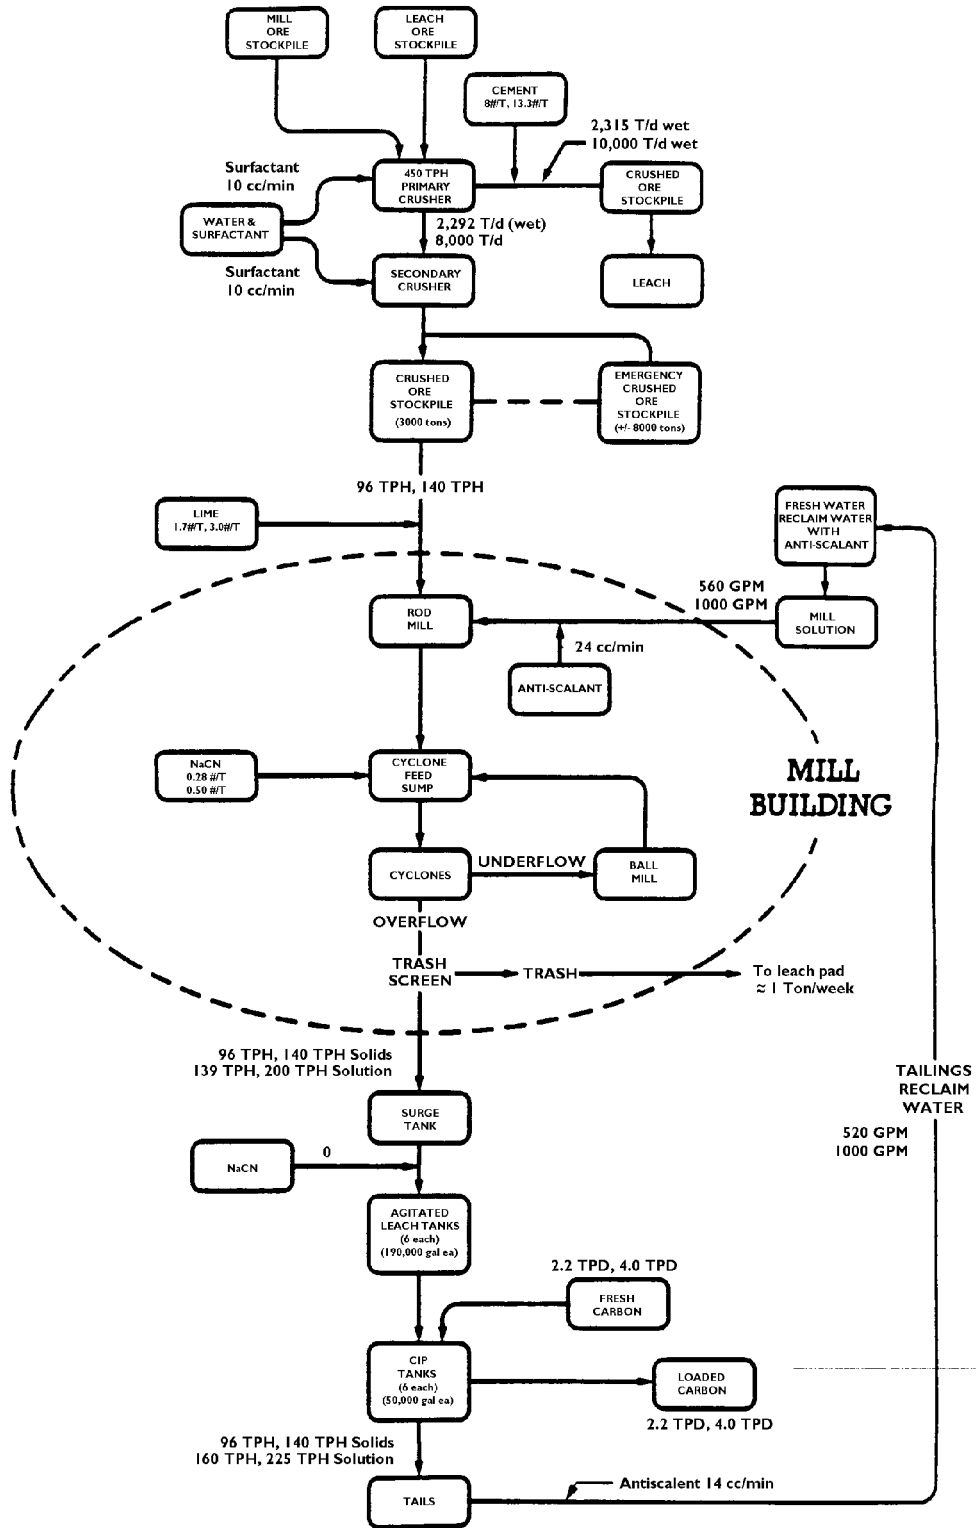 MILL
ORE
STOCKPILE
LEACH
ORE
STOCKPILE
CEMENT
8#/T, 13.3#/T
2,315 T/d wet
10,000 T/d wet
Surfactant
10 cc/min
450 TPH
PRIMARY
CRUSHER
CRUSHED
ORE
STOCKPILE
WATER &
SURFACTANT
2,292 T/d (wet)
8,000 T/d
Surfactant
10 cc/min
SECONDARY
CRUSHER
LEACH
CRUSHED
ORE
STOCKPILE
(3000 tons)
EMERGENCY
CRUSHED
ORE
STOCKPILE
(+/- 8000 tons)
96 TPH, 140 TPH
LIME
1.7#/T, 3.0#/T
FRESH WATER
RECLAIM WATER
WITH
ANTI-SCALANT
560 GPM
1000 GPM
ROD
MILL
MILL
SOLUTION
24 cc/min
ANTI-SCALANT
NaCN
0.28 #/T
0.50 #/T
CYCLONE
FEED
SUMP
MILL
BUILDING
CYCLONES
UNDERFLOW
BALL
MILL
OVERFLOW
TRASH
SCREEN
TRASH
To leach pad
≈ 1 Ton/week
96 TPH, 140 TPH Solids
139 TPH, 200 TPH Solution
TAILINGS
RECLAIM
WATER
SURGE
TANK
520 GPM
1000 GPM
NaCN
0
AGITATED
LEACH TANKS
(6 each)
(190,000 gal ea)
2.2 TPD, 4.0 TPD
FRESH
CARBON
CIP
TANKS
(6 each)
(50,000 gal ea)
LOADED
CARBON
2.2 TPD, 4.0 TPD
96 TPH, 140 TPH Solids
160 TPH, 225 TPH Solution
Antiscalent 14 cc/min
TAILS